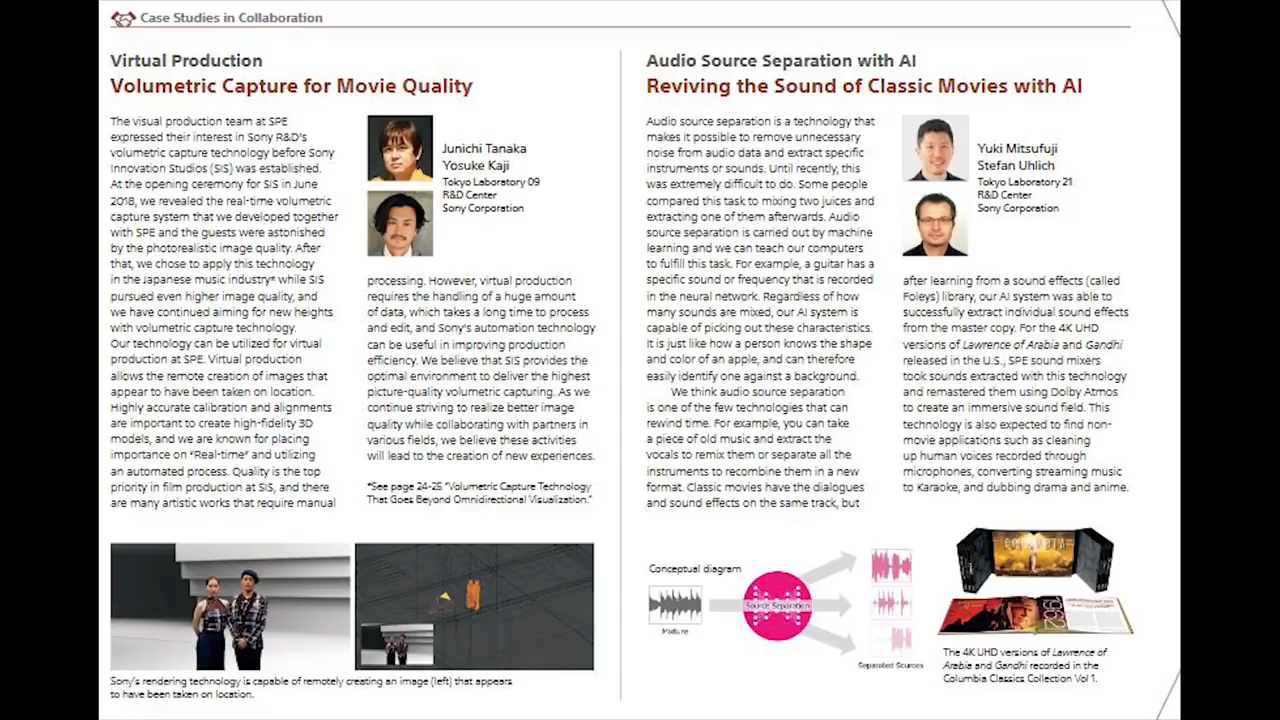 Case Studies in Collaboration
Virtual Production
Volumetric Capture for Movie Quality
The visual production team at SPE
expressed their interest in Sony R&D's
volumetric capture technology before Sony
Innovation Studios (SIS) was established.
At the opening ceremony for SIS in June
2018, we revealed the real-time volumetric
capture system that we developed together
with SPE and the guests were astonished
by the photorealistic image quality. After
that, we chose to apply this technology
in the Japanese music industry* while SIS
pursued even higher image quality, and
we have continued aiming for new heights
with volumetric capture technology.
Our technology can be utilized for virtual
production at SPE. Virtual production
allows the remote creation of images that
appear to have been taken on location.
Highly accurate calibration and alignments
are important to create high-fidelity 3D
models, and we are known for placing
importance on "Real-time" and utilizing
an automated process. Quality is the top
priority in film production at SIS, and there
are many artistic works that require manual
Junichi Tanaka
Yosuke Kaji
Tokyo Laboratory 09
R&D Center
Sony Corporation
processing. However, virtual production
requires the handling of a huge amount
of data, which takes a long time to process
and edit, and Sony's automation technology
can be useful in improving production
efficiency. We believe that SIS provides the
optimal environment to deliver the highest
picture-quality volumetric capturing. As we
continue striving to realize better image
quality while collaborating with partners in
various fields, we believe these activities
will lead to the creation of new experiences.
*See page 24-25 "Volumetric Capture Technology
That Goes Beyond Omnidirectional Visualization."
Sony's rendering technology is capable of remotely creating an image (left) that appears
to have been taken on location.
Audio Source Separation with AI
Reviving the Sound of Classic Movies with AI
Audio source separation is a technology that
makes it possible to remove unnecessary
noise from audio data and extract specific
instruments or sounds. Until recently, this
was extremely difficult to do. Some people
compared this task to mixing two juices and
extracting one of them afterwards. Audio
source separation is carried out by machine
learning and we can teach our computers
to fulfill this task. For example, a guitar has a
specific sound or frequency that is recorded
in the neural network. Regardless of how
many sounds are mixed, our AI system is
capable of picking out these characteristics.
It is just like how a person knows the shape
and color of an apple, and can therefore
easily identify one against a background.
We think audio source separation
is one of the few technologies that can
rewind time. For example, you can take
a piece of old music and extract the
vocals to remix them or separate all the
instruments to recombine them in a new
format. Classic movies have the dialogues
and sound effects on the same track, but
Yuki Mitsufuji
Stefan Uhlich
Tokyo Laboratory 21
R&D Center
Sony Corporation
after learning from a sound effects (called
Foleys) library, our AI system was able to
successfully extract individual sound effects
from the master copy. For the 4K UHD
versions of Lawrence of Arabia and Gandhi
released in the U.S., SPE sound mixers
took sounds extracted with this technology
and remastered them using Dolby Atmos
to create an immersive sound field. This
technology is also expected to find non-
movie applications such as cleaning
up human voices recorded through
microphones, converting streaming music
to Karaoke, and dubbing drama and anime.
Conceptual diagram
Mixture
Source Separation
Separated Sources
COLUMBIA
1962
The 4K UHD versions of Lawrence of
Arabia and Gandhi recorded in the
Columbia Classics Collection Vol 1.